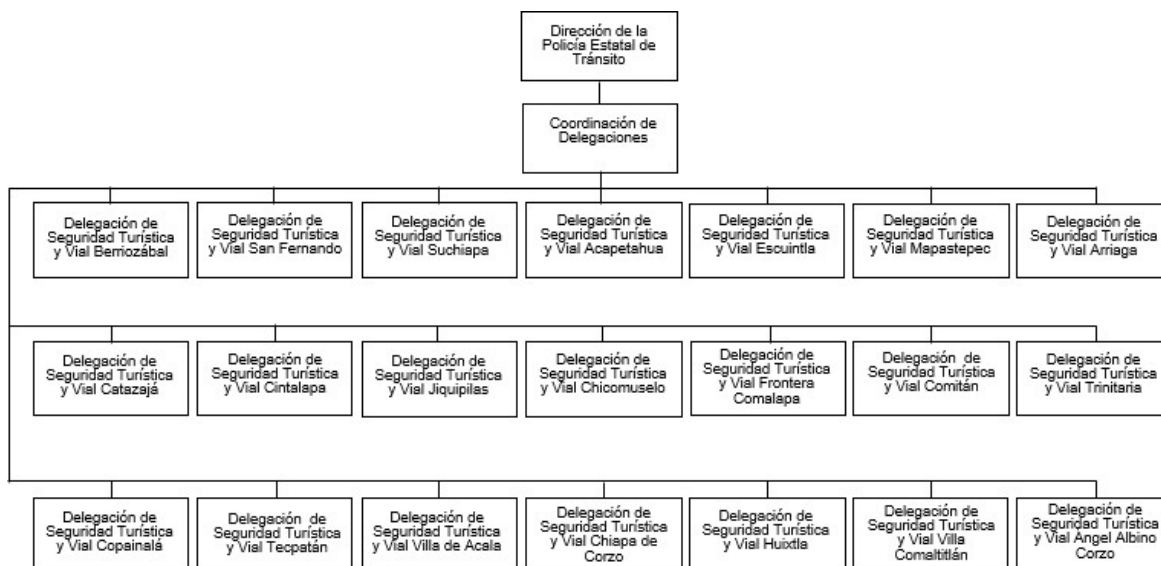 Dirección de la
Policía Estatal de
Tránsito
Coordinación de
Delegaciones
Delegación de
Seguridad Turística
y Vial Berriozábal
Delegación de
Seguridad Turística
y Vial San Fernando
Delegación de
Seguridad Turística
y Vial Suchiapa
Delegación de
Seguridad Turística
y Vial Acapetahua
Delegación de
Seguridad Turística
y Vial Escuintla
Delegación de
Seguridad Turística
y Vial Mapastepec
Delegación de
Seguridad Turística
y Vial Arriaga
Delegación de
Seguridad Turística
y Vial Catazajá
Delegación de
Seguridad Turística
y Vial Cintalapa
Delegación de
Seguridad Turística
y Vial Jiquipilas
Delegación de
Seguridad Turística
y Vial Chicomuselo
Delegación de
Seguridad Turística
y Vial Frontera
Comalapa
Delegación de
Seguridad Turística
y Vial Comitán
Delegación de
Seguridad Turística
y Vial Trinitaria
Delegación de
Seguridad Turística
y Vial Copainalá
Delegación de
Seguridad Turística
y Vial Tecpatán
Delegación de
Seguridad Turística
y Vial Villa de Acala
Delegación de
Seguridad Turística
y Vial Chiapa de
Corzo
Delegación de
Seguridad Turística
y Vial Huixtla
Delegación de
Seguridad Turística
y Vial Villa
Comaltitlán
Delegación de
Seguridad Turística
y Vial Angel Albino
Corzo